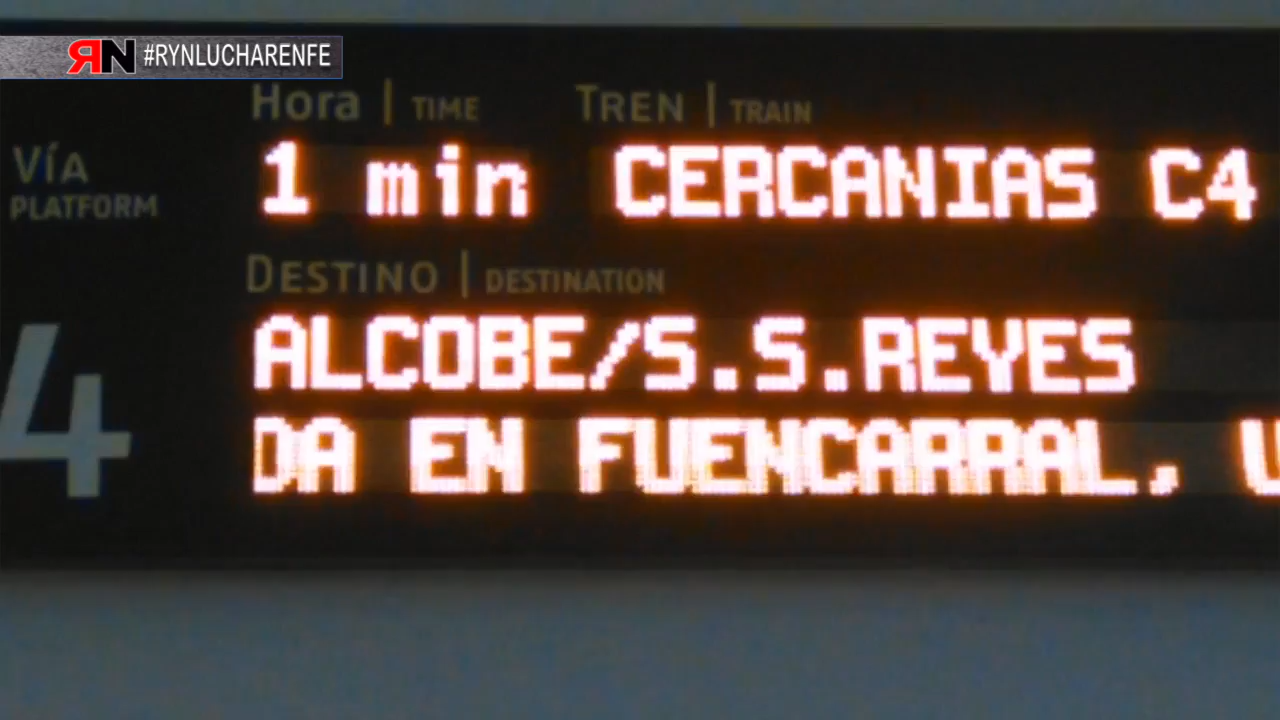 ЯN #RYNLUCHARENFE
Hora | TIME TREN | TRAIN
VÍA
PLATFORM
1 min CERCANIAS C4
DESTINO | DESTINATION
4
ALCOBE/S.S.REYES
DA EN FUENCARRAL,